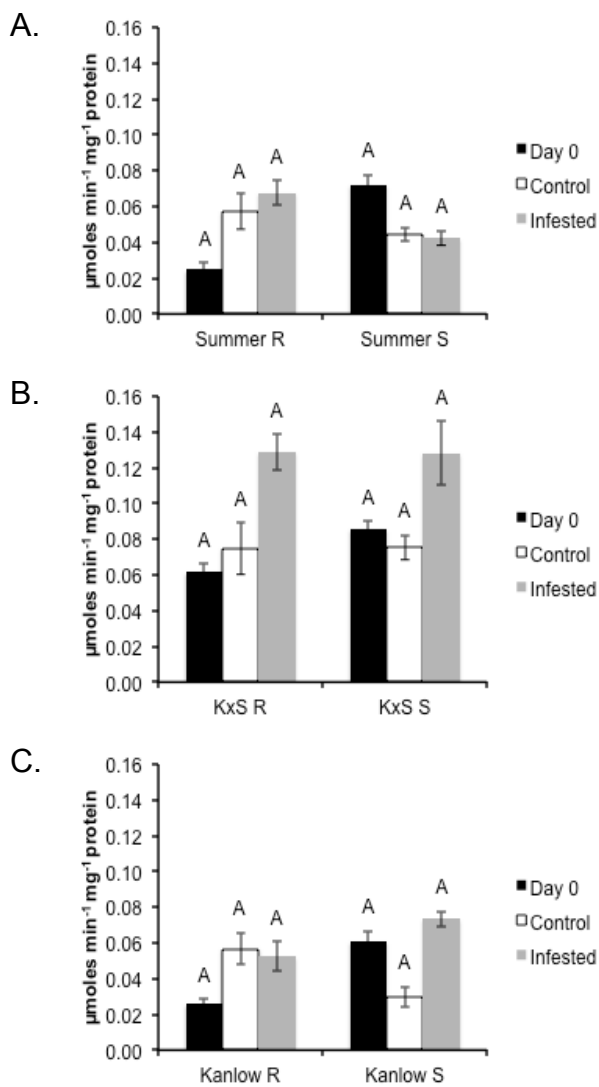 A.
µmoles min-1 mg-1 protein
0.16
0.14
0.12
0.10
0.08
0.06
0.04
0.02
0.00
A
A
A
A
A
A
Summer R
Summer S
Day 0
Control
Infested
B.
µmoles min-1 mg-1 protein
0.16
0.14
0.12
0.10
0.08
0.06
0.04
0.02
0.00
A
A
A
A
A
A
KxS R
KxS S
Day 0
Control
Infested
C.
µmoles min-1 mg-1 protein
0.16
0.14
0.12
0.10
0.08
0.06
0.04
0.02
0.00
A
A
A
A
A
A
Kanlow R
Kanlow S
Day 0
Control
Infested